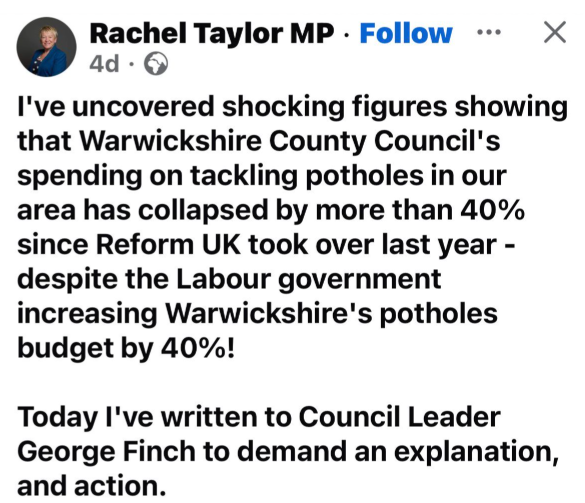 Rachel Taylor MP · Follow ...
4d ·
I've uncovered shocking figures showing
that Warwickshire County Council's
spending on tackling potholes in our
area has collapsed by more than 40%
since Reform UK took over last year -
despite the Labour government
increasing Warwickshire's potholes
budget by 40%!
Today I've written to Council Leader
George Finch to demand an explanation,
and action.